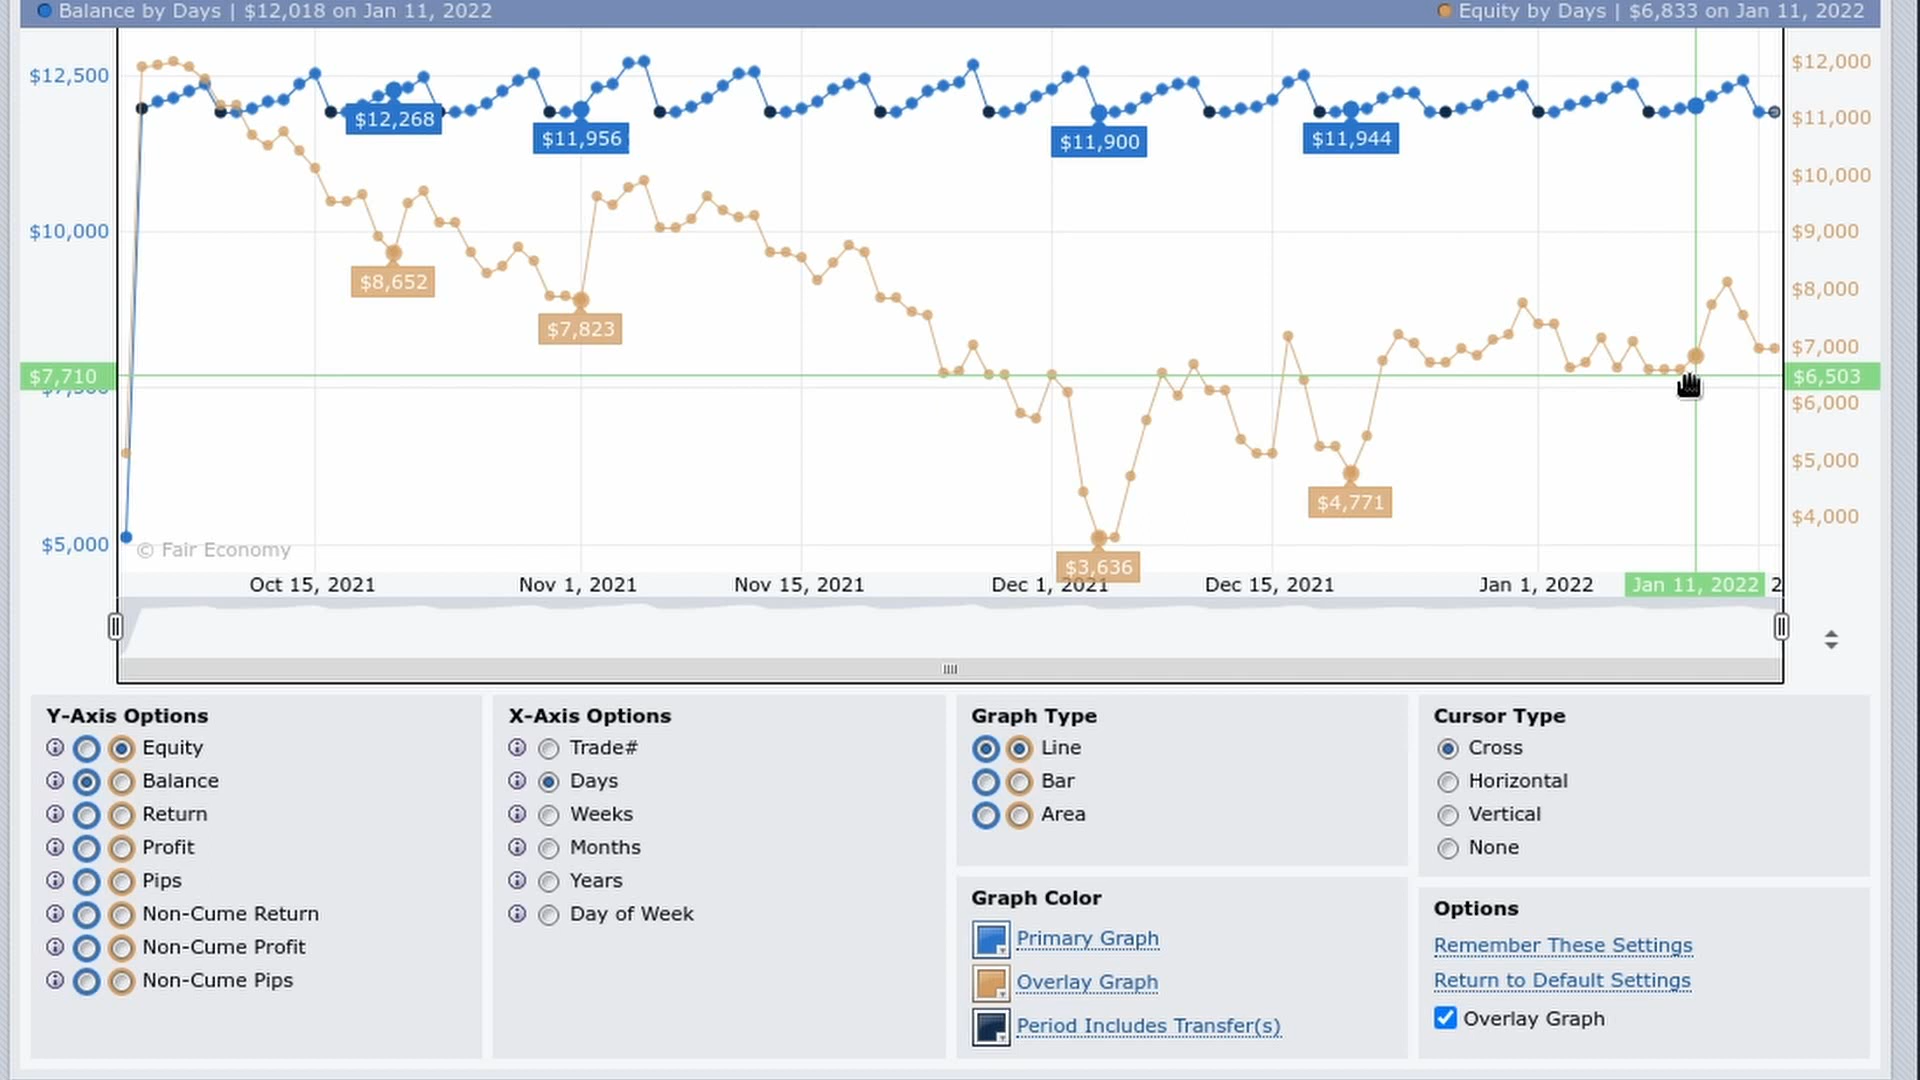 Balance by Days | $12,018 on Jan 11, 2022
Equity by Days | $6,833 on Jan 11, 2022
$12,500
$10,000
$7,710
$5,000
$12,000
$11,000
$10,000
$9,000
$8,000
$7,000
$6,503
$6,000
$5,000
$4,000
$12,268
$11,956
$11,900
$11,944
$8,652
$7,823
$3,636
$4,771
© Fair Economy
Oct 15, 2021
Nov 1, 2021
Nov 15, 2021
Dec 1, 2021
Dec 15, 2021
Jan 1, 2022
Jan 11, 2022
2
Y-Axis Options
Equity
Balance
Return
Profit
Pips
Non-Cume Return
Non-Cume Profit
Non-Cume Pips
X-Axis Options
Trade#
Days
Weeks
Months
Years
Day of Week
Graph Type
Line
Bar
Area
Graph Color
Primary Graph
Overlay Graph
Period Includes Transfer(s)
Cursor Type
Cross
Horizontal
Vertical
None
Options
Remember These Settings
Return to Default Settings
Overlay Graph